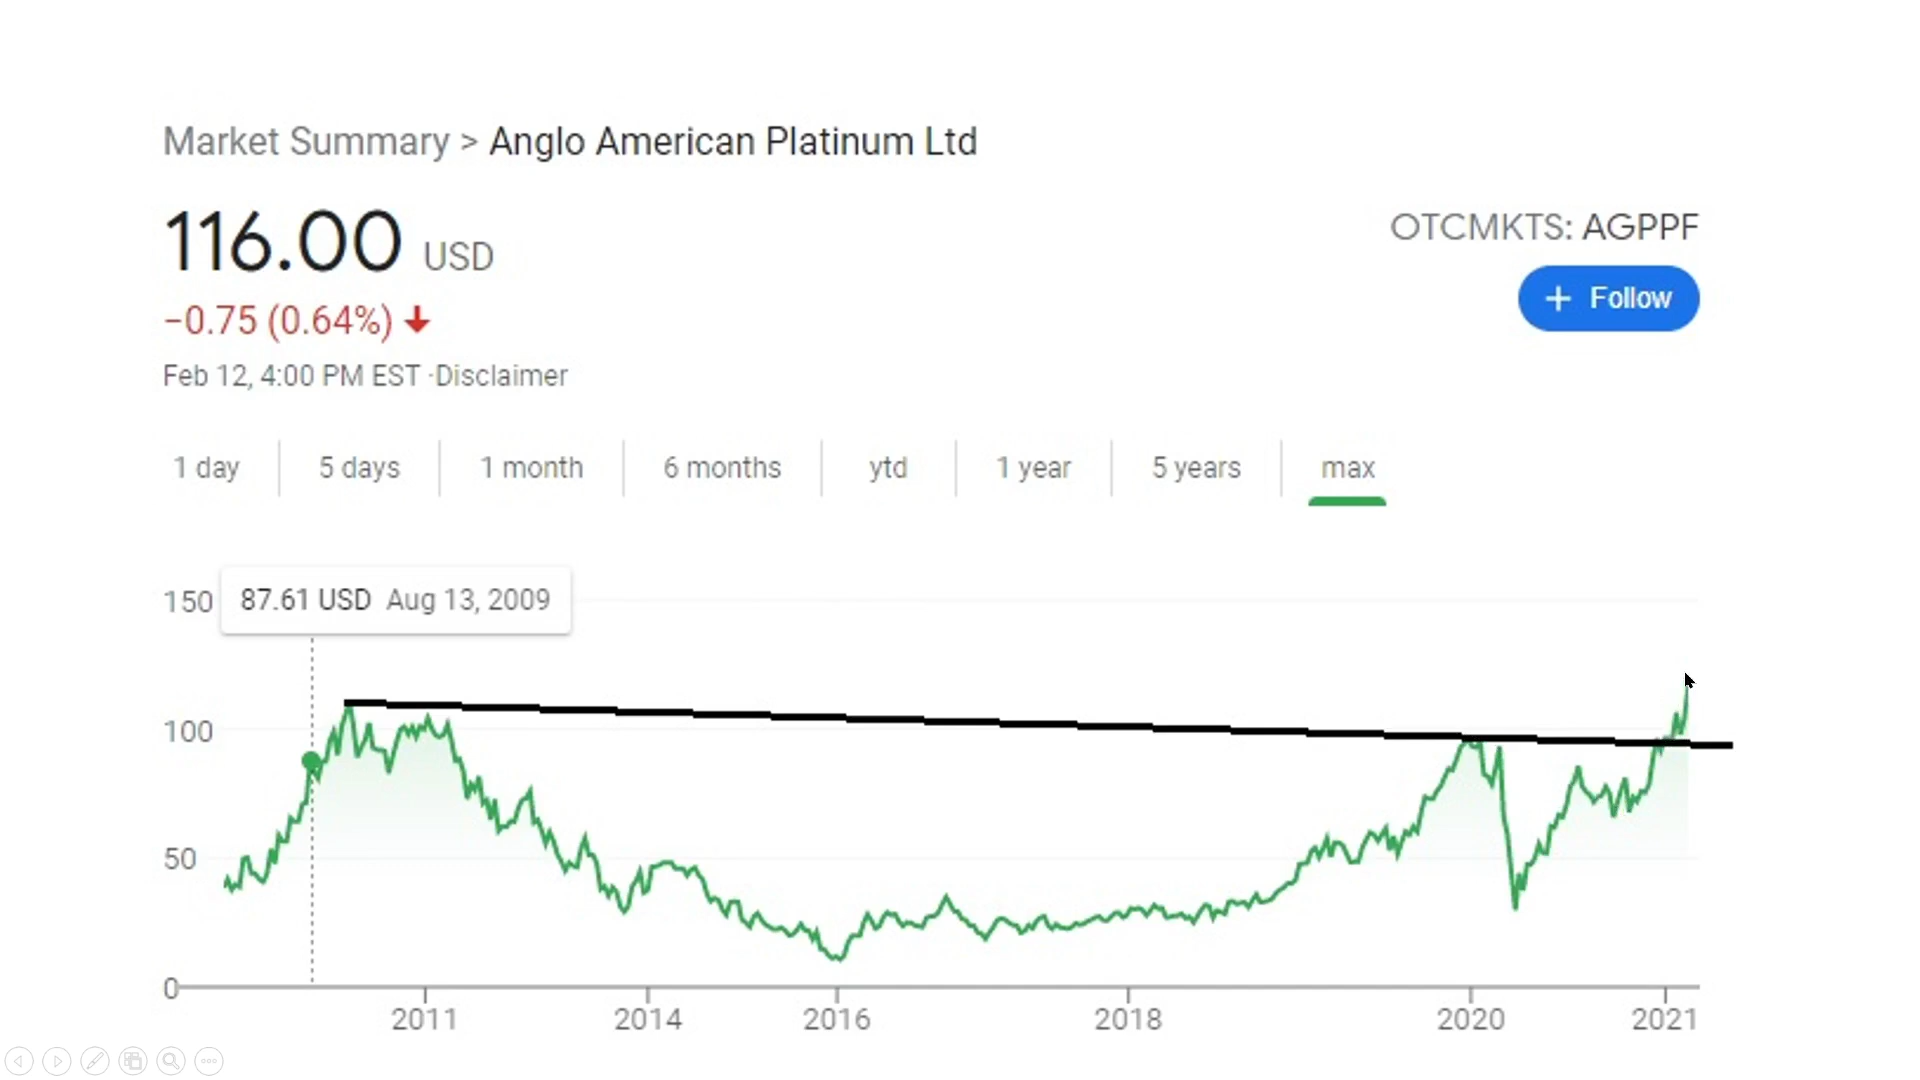 Market Summary > Anglo American Platinum Ltd
116.00 USD
OTCMKTS: AGPPF
−0.75 (0.64%)
+ Follow
Feb 12, 4:00 PM EST ·Disclaimer
1 day 5 days 1 month 6 months ytd 1 year 5 years max
150
87.61 USD Aug 13, 2009
100
50
0
2011 2014 2016 2018 2020 2021